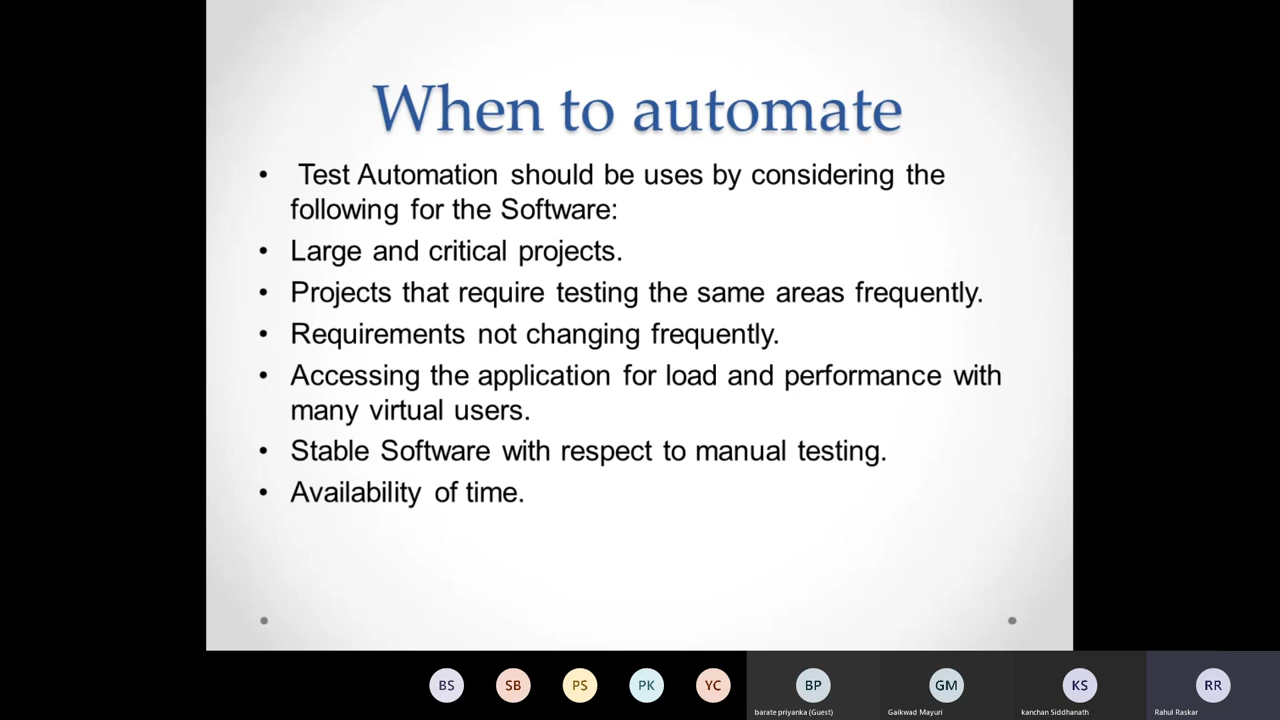 When to automate
• Test Automation should be uses by considering the
following for the Software:
• Large and critical projects.
• Projects that require testing the same areas frequently.
• Requirements not changing frequently.
• Accessing the application for load and performance with
many virtual users.
• Stable Software with respect to manual testing.
• Availability of time.
BS SB PS PK YC BP GM KS RR
barate priyanka (Guest) Gaikwad Mayuri kanchan Siddhanath Rahul Raskar